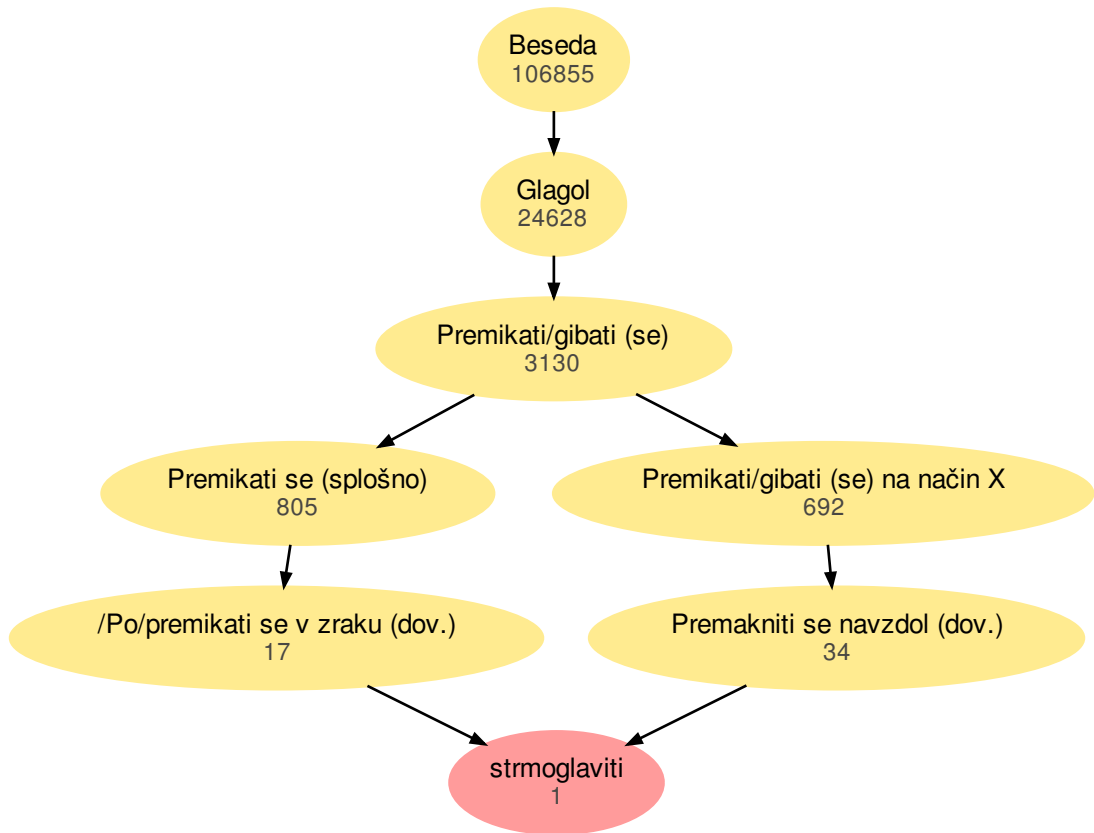 Beseda
106855
Glagol
24628
Premikati/gibati (se)
3130
Premikati se (splošno)
805
Premikati/gibati (se) na način X
692
/Po/premikati se v zraku (dov.)
17
Premakniti se navzdol (dov.)
34
strmoglaviti
1